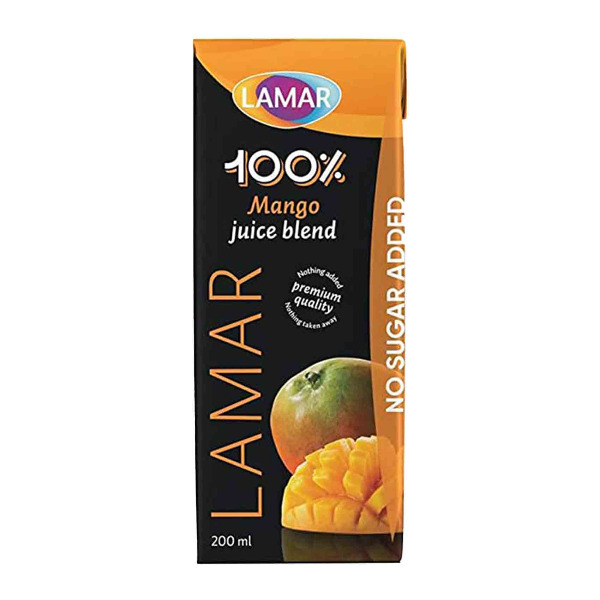 LAMAR
100%
Mango
juice blend
Nothing added
premium
quality
Nothing taken away
LAMAR
NO SUGAR ADDED
200 ml